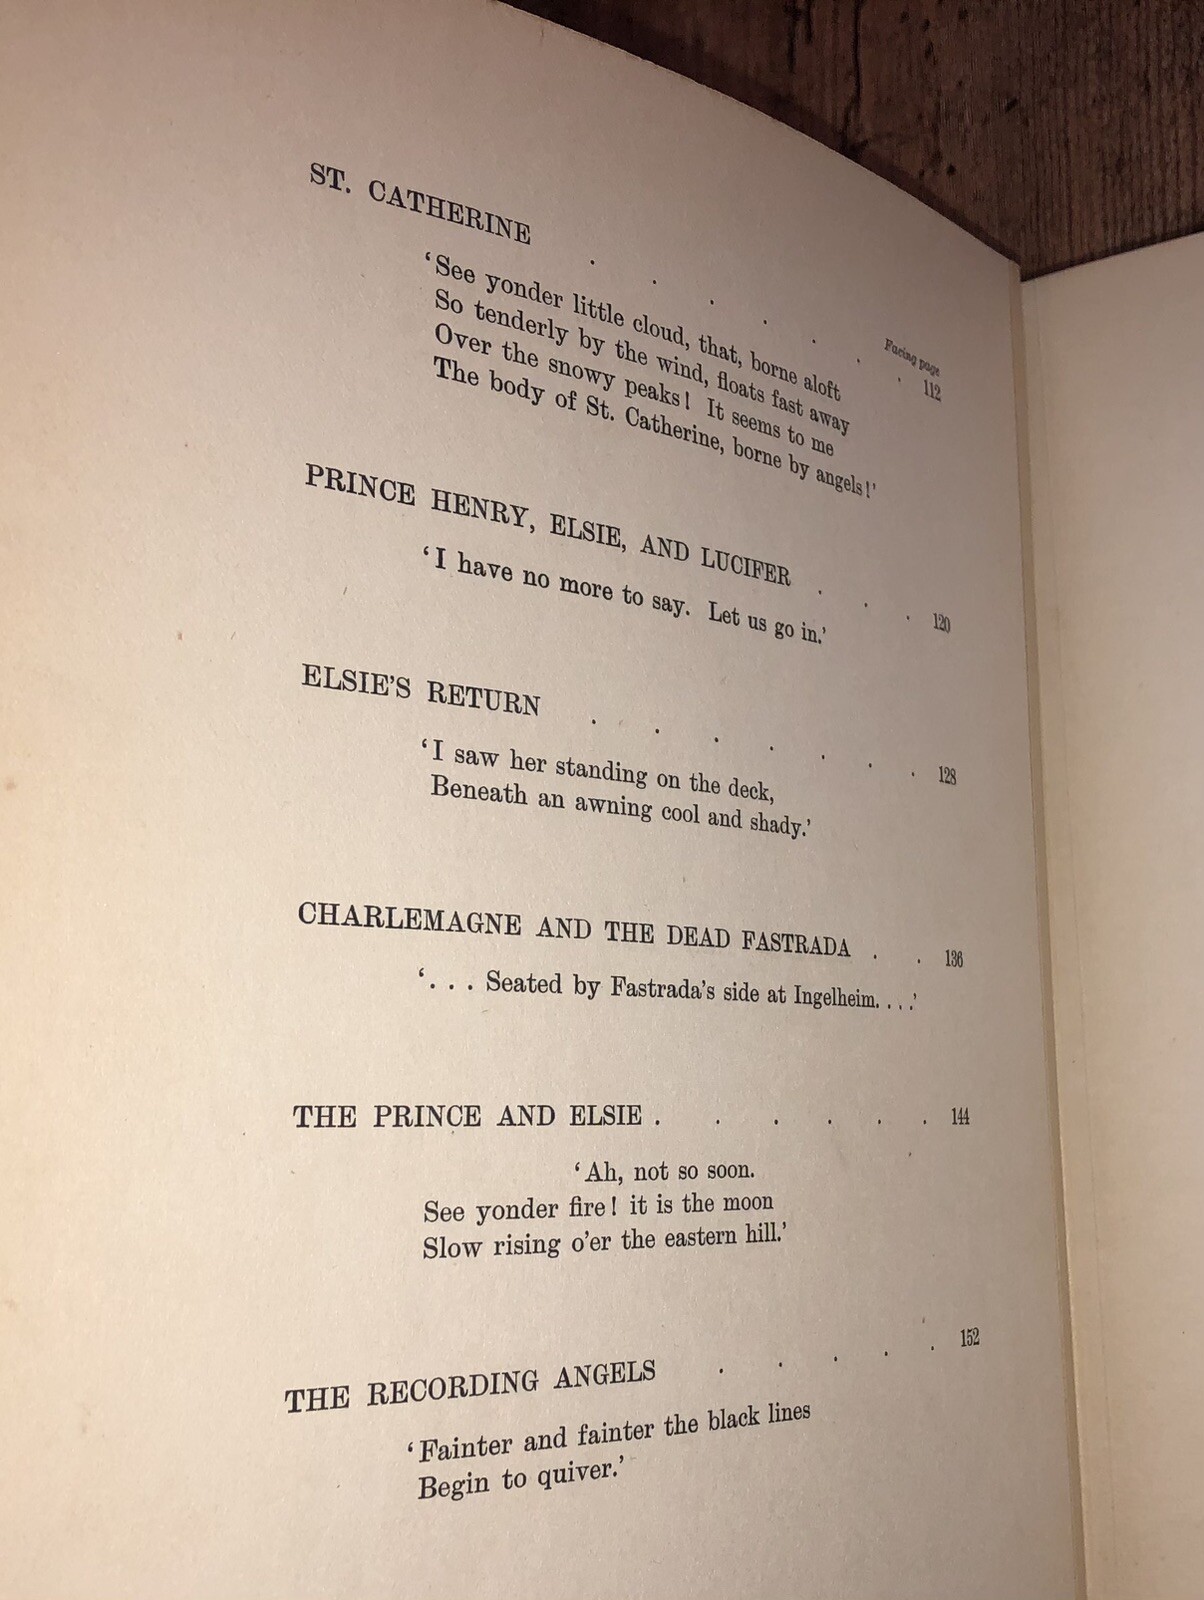 Facing page
ST. CATHERINE . . . . . . . 112
‘See yonder little cloud, that, borne aloft
So tenderly by the wind, floats fast away
Over the snowy peaks! It seems to me
The body of St. Catherine, borne by angels!’
PRINCE HENRY, ELSIE, AND LUCIFER . . . 120
‘I have no more to say. Let us go in.’
ELSIE’S RETURN . . . . . . . 128
‘I saw her standing on the deck,
Beneath an awning cool and shady.’
CHARLEMAGNE AND THE DEAD FASTRADA . . 136
‘. . . Seated by Fastrada’s side at Ingelheim. . . .’
THE PRINCE AND ELSIE . . . . . . 144
‘Ah, not so soon.
See yonder fire! it is the moon
Slow rising o’er the eastern hill.’
THE RECORDING ANGELS . . . . . 152
‘Fainter and fainter the black lines
Begin to quiver.’